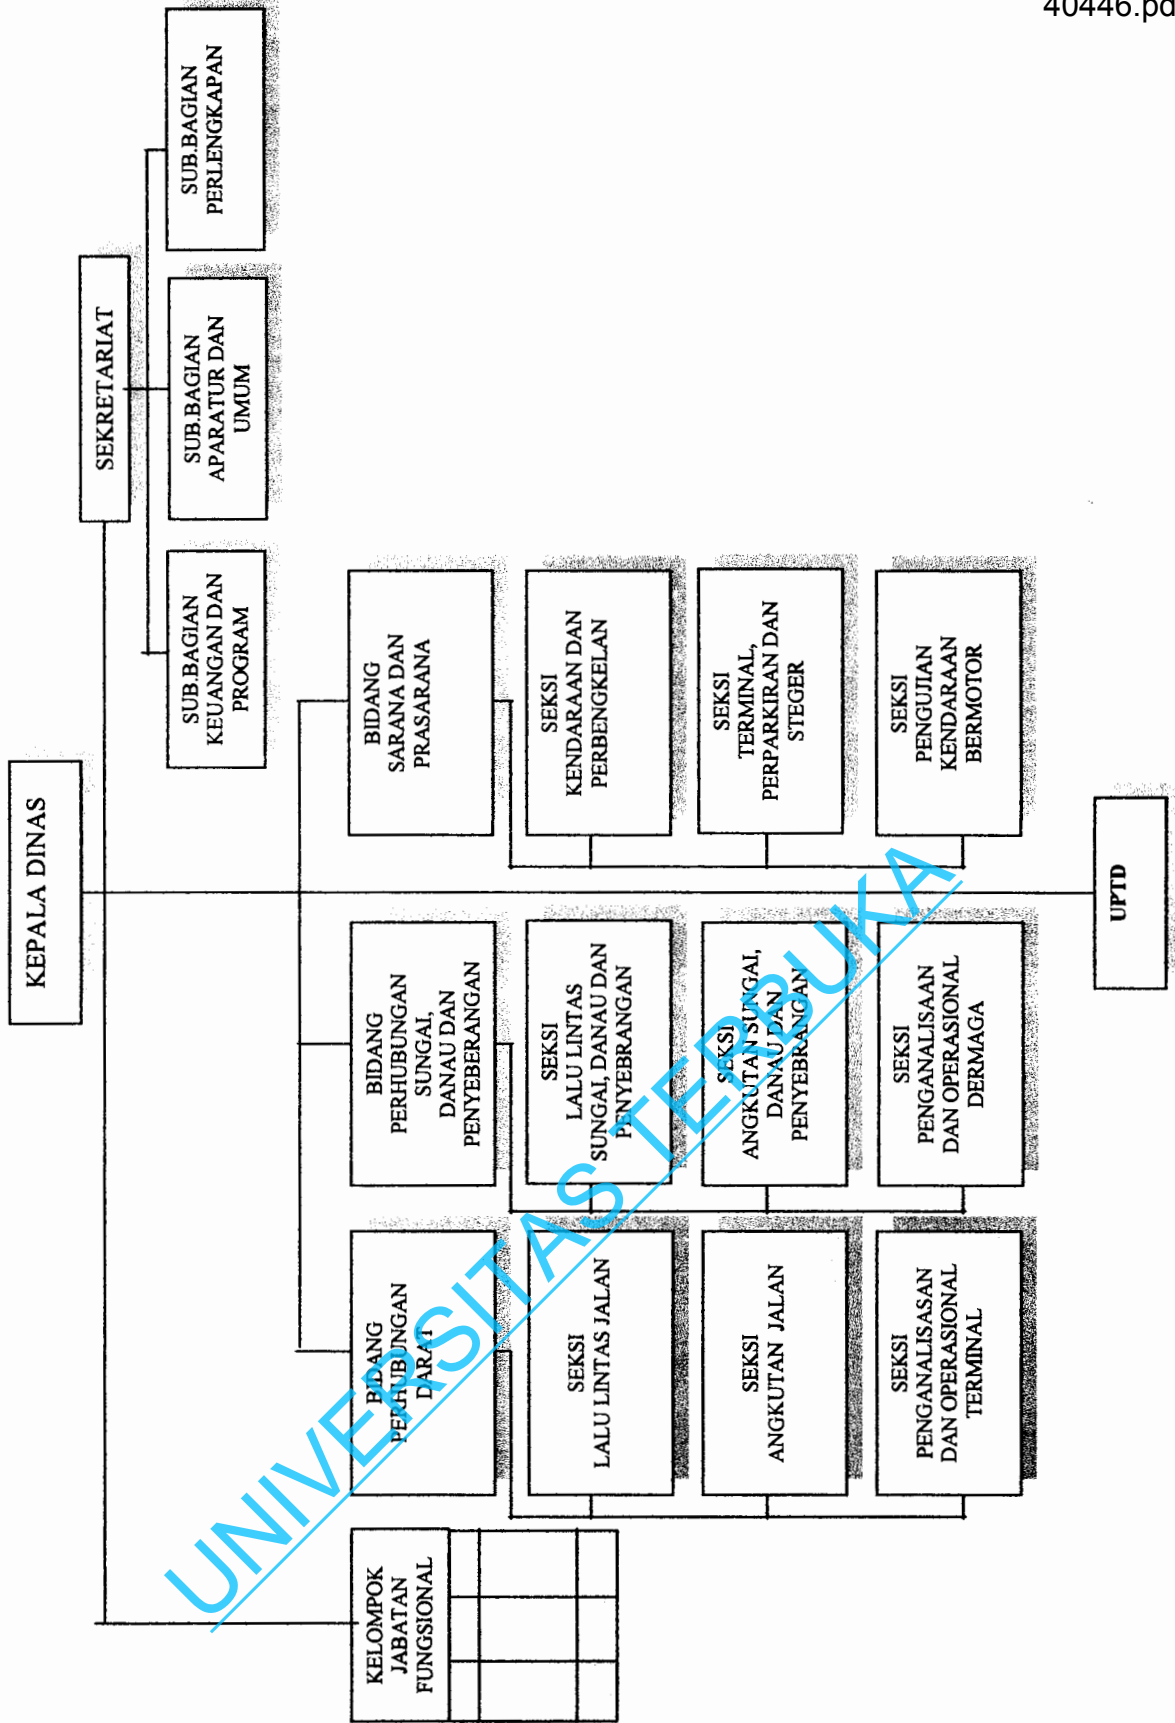 40446.pd
KEPALA DINAS
SEKRETARIAT
SUB.BAGIAN
KEUANGAN DAN
PROGRAM
SUB.BAGIAN
APARATUR DAN
UMUM
SUB.BAGIAN
PERLENGKAPAN
KELOMPOK
JABATAN
FUNGSIONAL
BIDANG
PERHUBUNGAN
DARAT
BIDANG
PERHUBUNGAN
SUNGAI,
DANAU DAN
PENYEBERANGAN
BIDANG
SARANA DAN
PRASARANA
SEKSI
LALU LINTAS JALAN
SEKSI
LALU LINTAS
SUNGAI, DANAU DAN
PENYEBRANGAN
SEKSI
KENDARAAN DAN
PERBENGKELAN
SEKSI
ANGKUTAN JALAN
SEKSI
ANGKUTAN SUNGAI,
DANAU DAN
PENYEBRANGAN
SEKSI
TERMINAL,
PERPARKIRAN DAN
STEGER
SEKSI
PENGANALISASAN
DAN OPERASIONAL
TERMINAL
SEKSI
PENGANALISAAN
DAN OPERASIONAL
DERMAGA
SEKSI
PENGUJIAN
KENDARAAN
BERMOTOR
UPTD
UNIVERSITAS TERBUKA